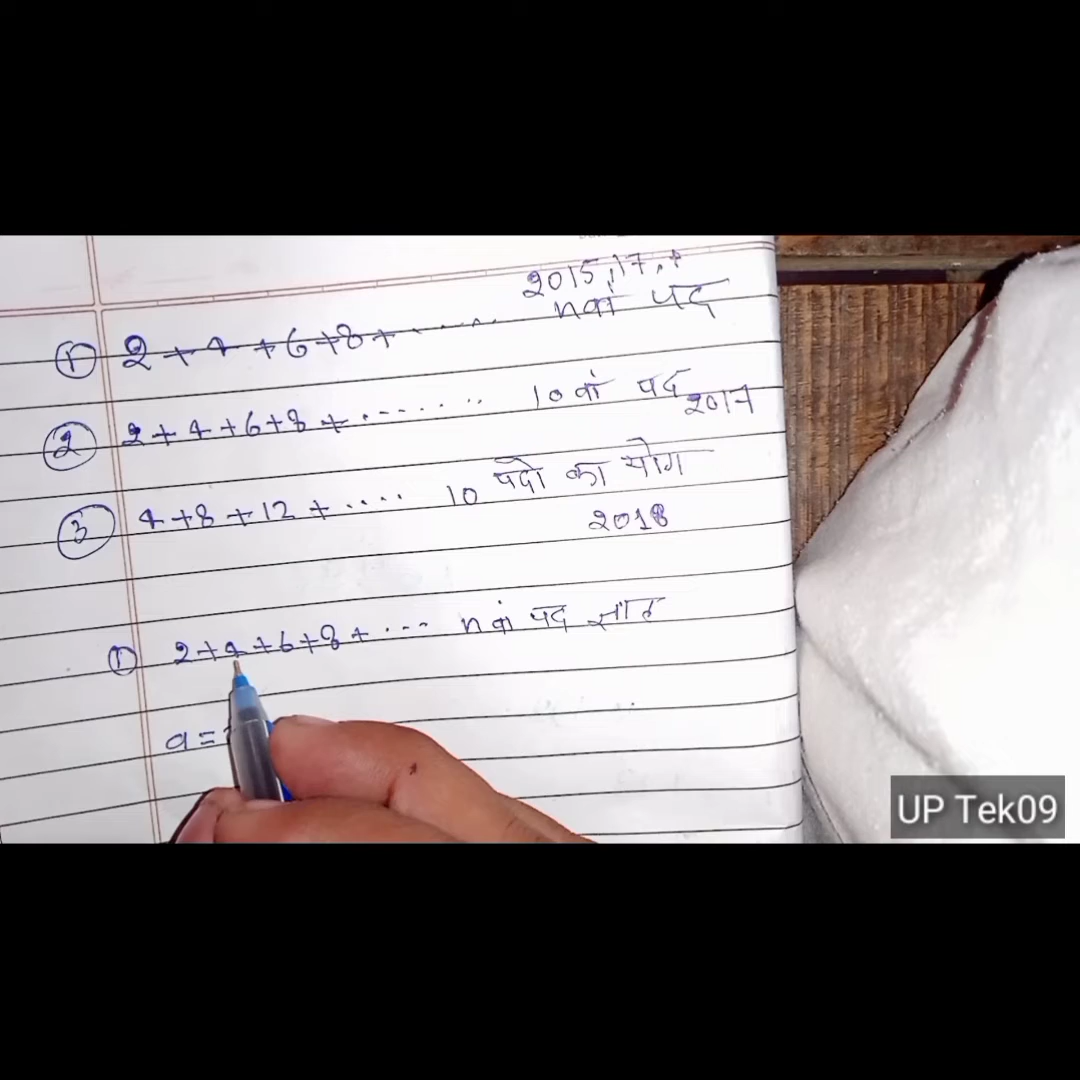 2015, 17,
① 2+4+6+8+....... nवां पद
② 2+4+6+8+....... 10 वां पद
2017
③ 4+8+12+.... 10 पदो का योग
2018
① 2+4+6+8+... nवां पद ज्ञात
a =
UP Tek09